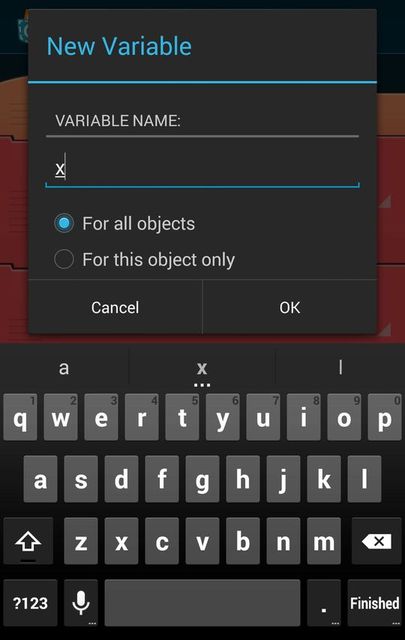 New Variable
VARIABLE NAME:
x
For all objects
For this object only
Cancel OK
a x l
1 2 3 4 5 6 7 8 9 0
q w e r t y u i o p
a s d f g h j k l
z x c v b n m
?123 ... . Finished